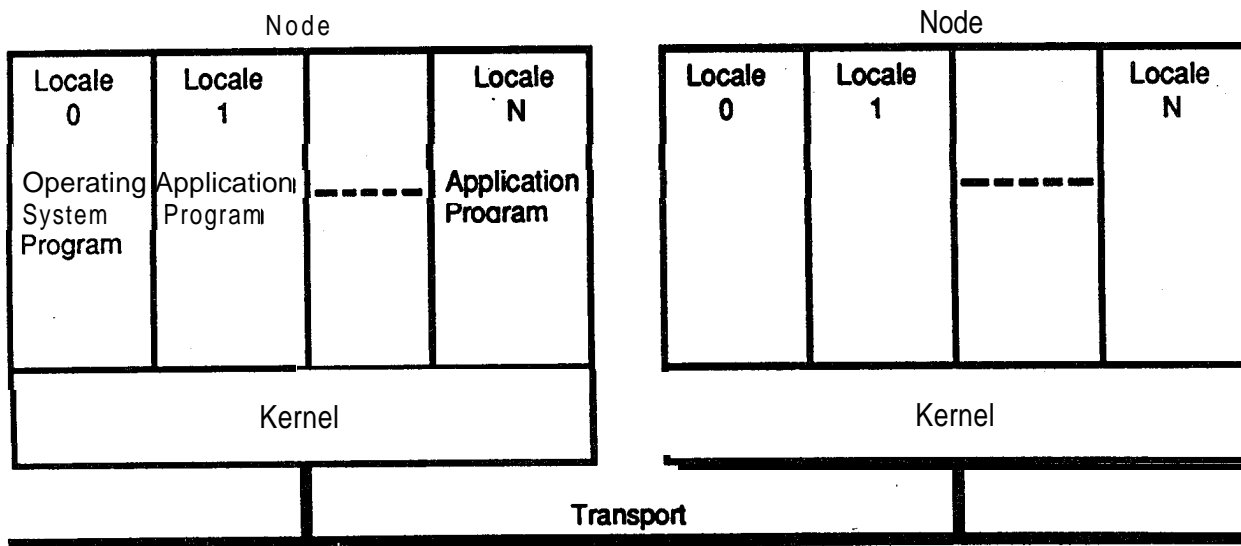 Node
Node
Locale
0
Locale
1
Locale
N
Locale
0
Locale
1
Locale
N
Operating
System
Program
Application
Program
Application
Program
Kernel
Kernel
Transport